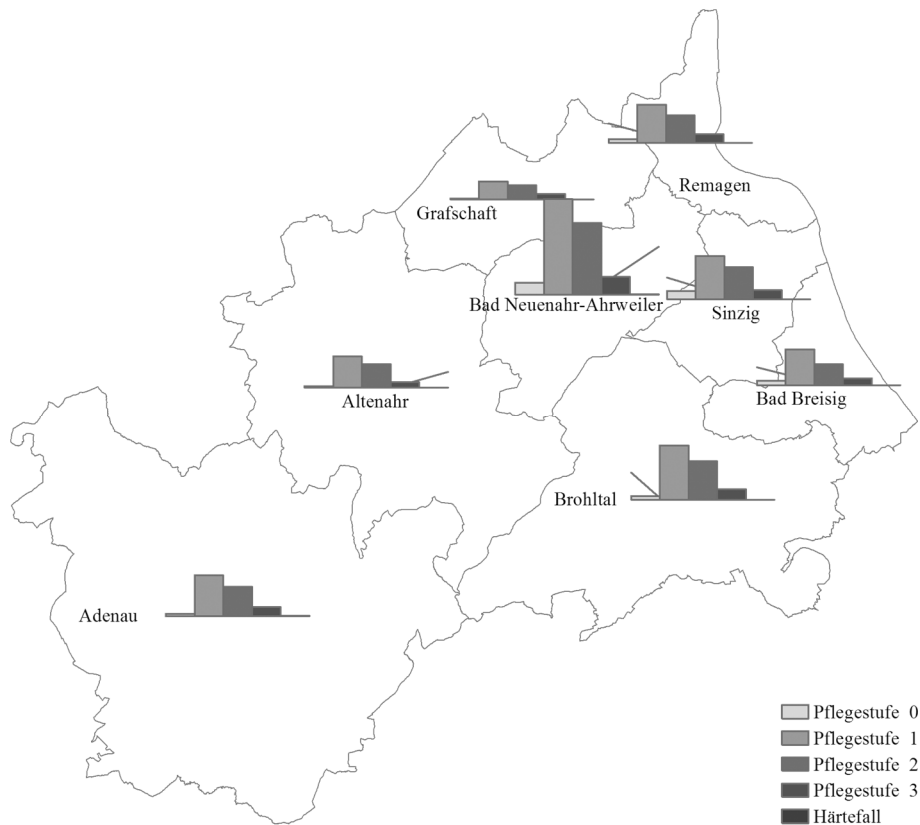 Remagen
Grafschaft
Bad Neuenahr-Ahrweiler
Sinzig
Altenahr
Bad Breisig
Brohltal
Adenau
Pflegestufe 0
Pflegestufe 1
Pflegestufe 2
Pflegestufe 3
Härtefall